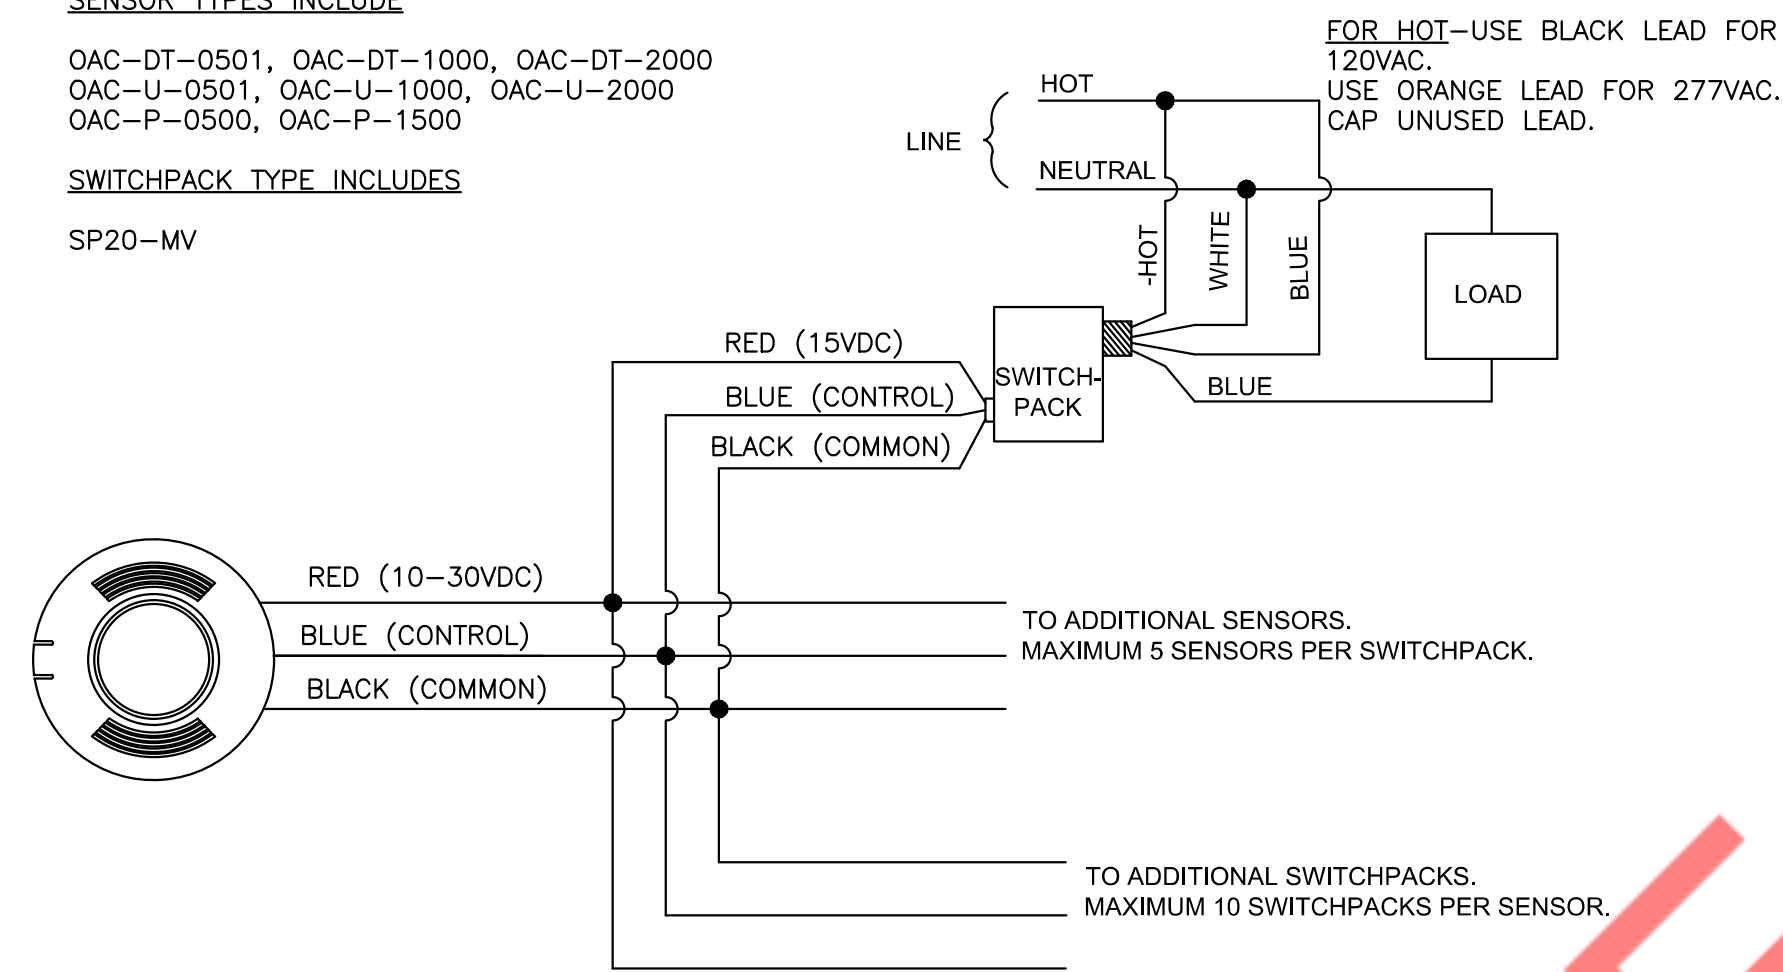 SENSOR TYPES INCLUDE
OAC-DT-0501, OAC-DT-1000, OAC-DT-2000
OAC-U-0501, OAC-U-1000, OAC-U-2000
OAC-P-0500, OAC-P-1500
SWITCHPACK TYPE INCLUDES
SP20-MV
FOR HOT-USE BLACK LEAD FOR
120VAC.
USE ORANGE LEAD FOR 277VAC.
CAP UNUSED LEAD.
HOT
LINE
NEUTRAL
-HOT
WHITE
BLUE
LOAD
RED (15VDC)
BLUE (CONTROL)
BLACK (COMMON)
SWITCH-
PACK
BLUE
RED (10-30VDC)
BLUE (CONTROL)
BLACK (COMMON)
TO ADDITIONAL SENSORS.
MAXIMUM 5 SENSORS PER SWITCHPACK.
TO ADDITIONAL SWITCHPACKS.
MAXIMUM 10 SWITCHPACKS PER SENSOR.